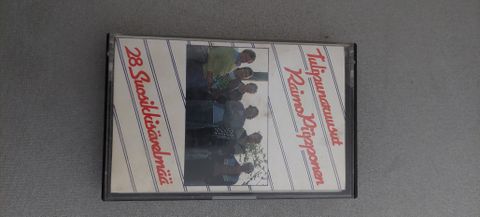 Tulipunaruusut
Raimo Piipponen
28 Suosikkisävelmää